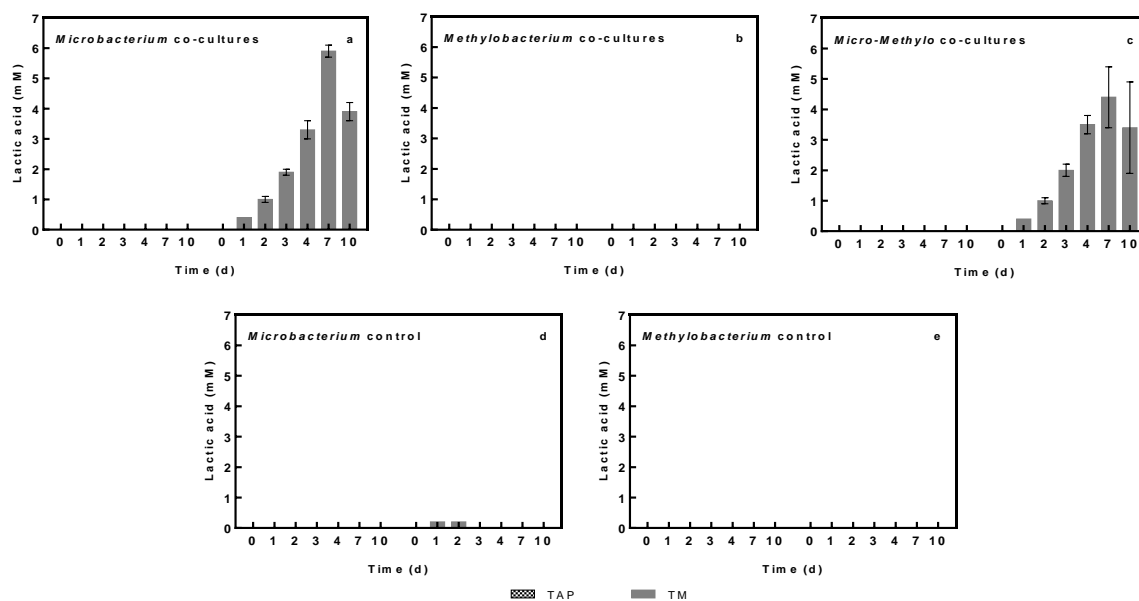 Microbacterium co-cultures a
Lactic acid (mM)
7
6
5
4
3
2
1
0
0 1 2 3 4 7 10 0 1 2 3 4 7 10
Time (d)
Methylobacterium co-cultures b
Lactic acid (mM)
7
6
5
4
3
2
1
0
0 1 2 3 4 7 10 0 1 2 3 4 7 10
Time (d)
Micro-Methylo co-cultures c
Lactic acid (mM)
7
6
5
4
3
2
1
0
0 1 2 3 4 7 10 0 1 2 3 4 7 10
Time (d)
Microbacterium control d
Lactic acid (mM)
7
6
5
4
3
2
1
0
0 1 2 3 4 7 10 0 1 2 3 4 7 10
Time (d)
Methylobacterium control e
Lactic acid (mM)
7
6
5
4
3
2
1
0
0 1 2 3 4 7 10 0 1 2 3 4 7 10
Time (d)
TAP TM